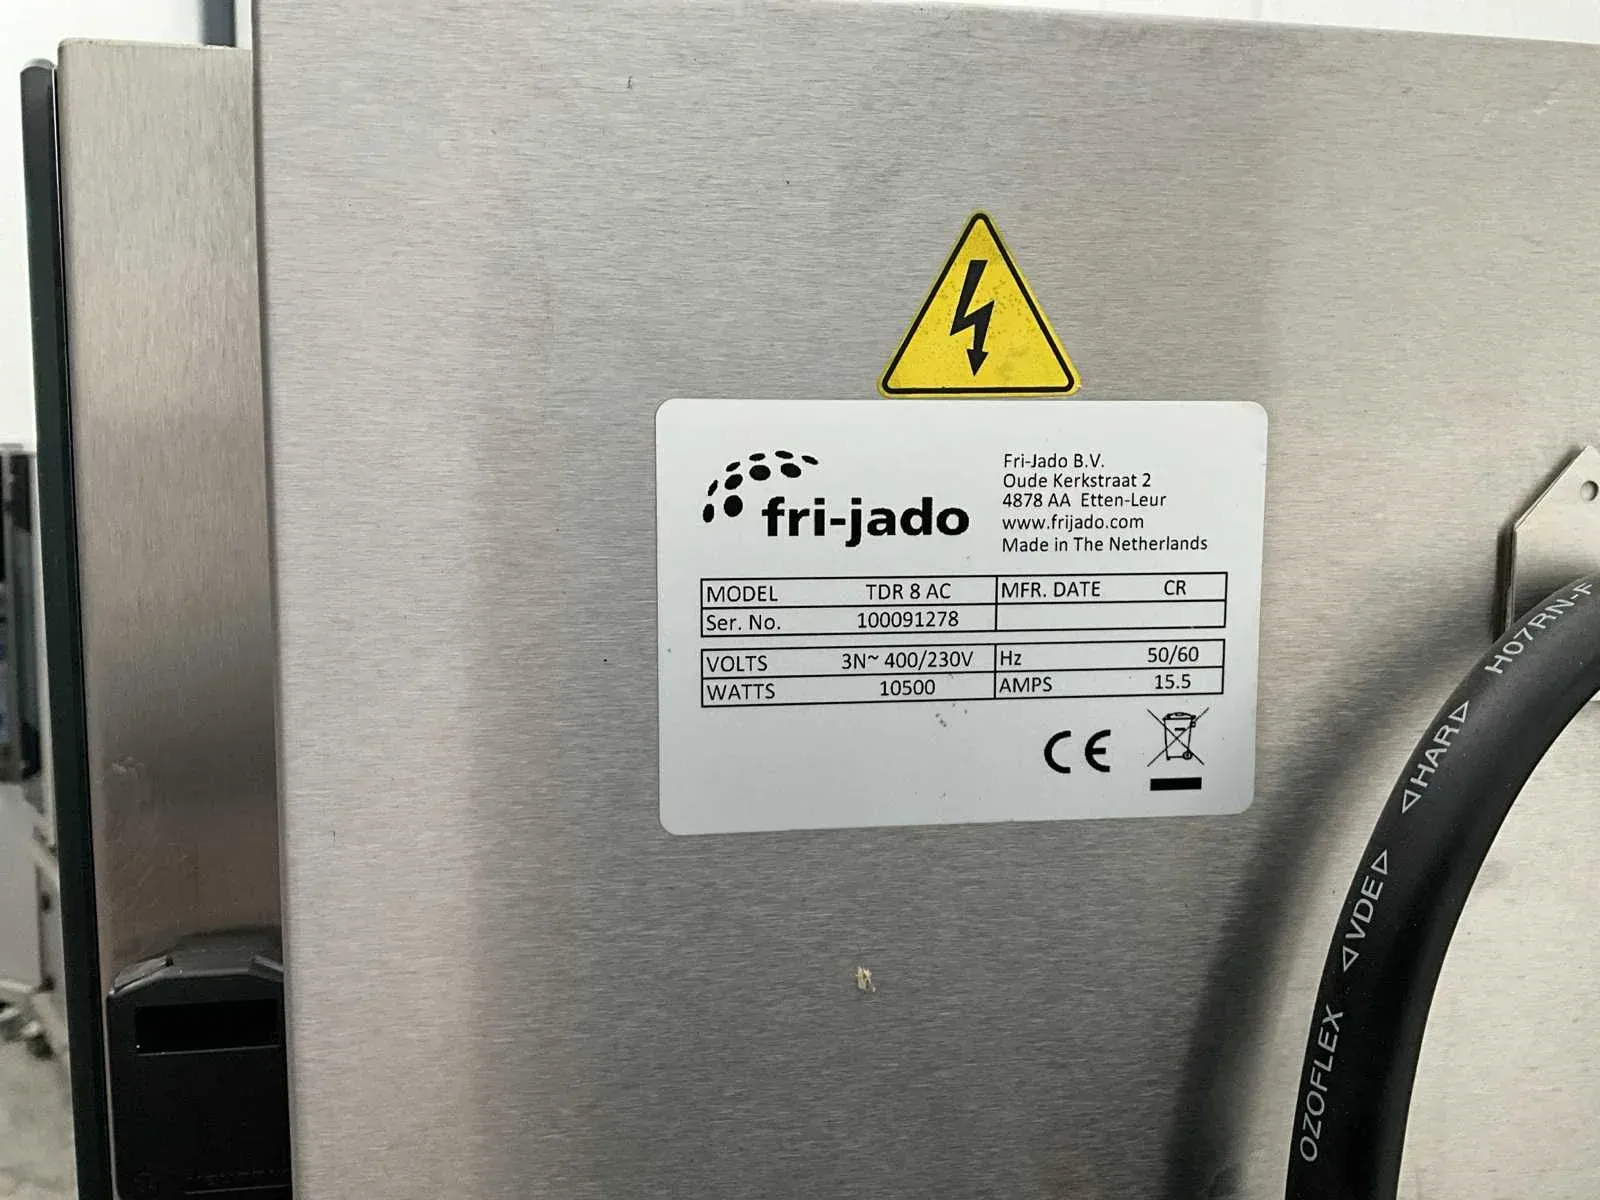 fri-jado
Fri-Jado B.V.
Oude Kerkstraat 2
4878 AA Etten-Leur
www.frijado.com
Made in The Netherlands
MODEL TDR 8 AC MFR. DATE CR
Ser. No. 100091278
VOLTS 3N~ 400/230V Hz 50/60
WATTS 10500 AMPS 15.5
CE
OZOFLEX ◁VDE▷ ◁HAR▷ H07RN-F